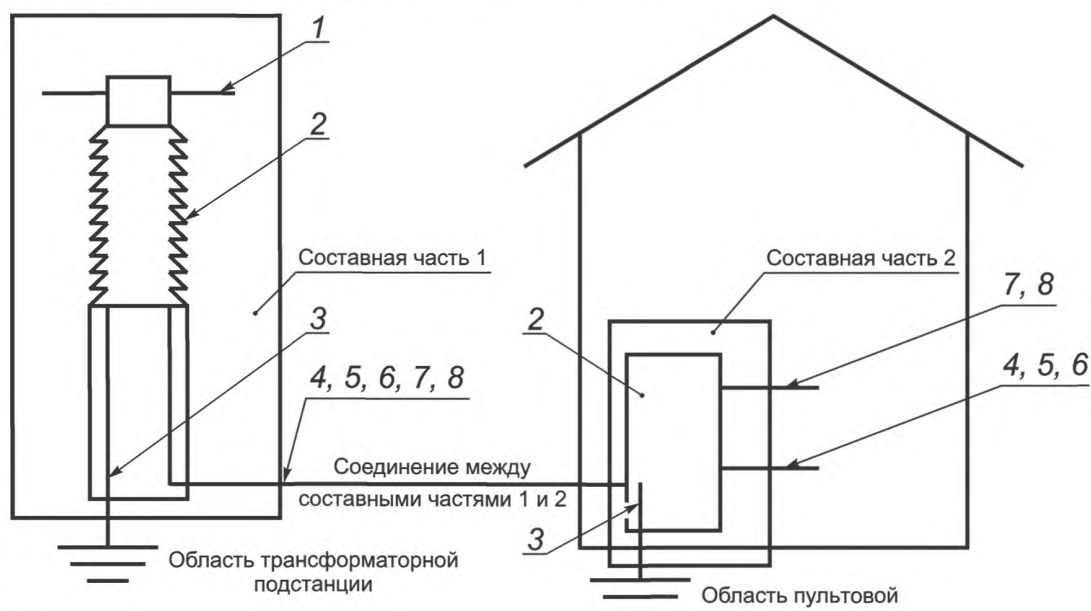 1
2
Составная часть 1
3
4, 5, 6, 7, 8
Соединение между
составными частями 1 и 2
Область трансформаторной
подстанции
Составная часть 2
7, 8
2
4, 5, 6
3
Область пультовой